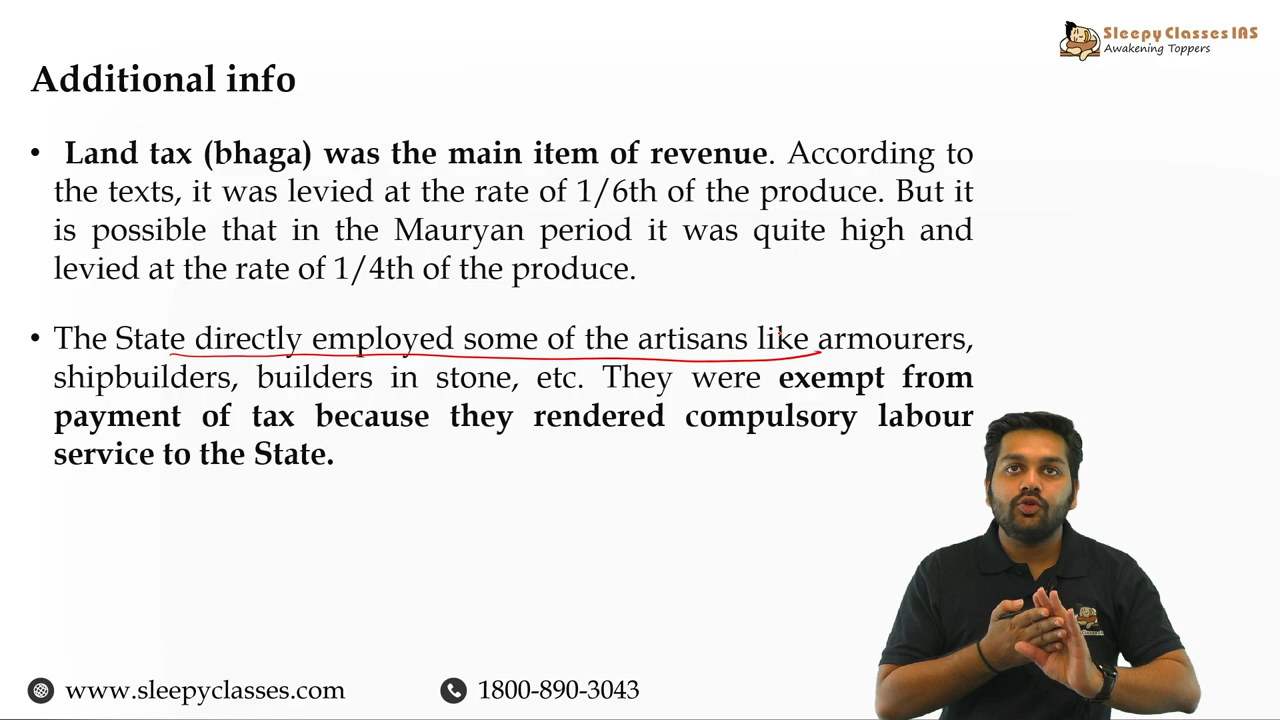 Sleepy Classes IAS
Awakening Toppers
Additional info
• Land tax (bhaga) was the main item of revenue. According to
the texts, it was levied at the rate of 1/6th of the produce. But it
is possible that in the Mauryan period it was quite high and
levied at the rate of 1/4th of the produce.
• The State directly employed some of the artisans like armourers,
shipbuilders, builders in stone, etc. They were exempt from
payment of tax because they rendered compulsory labour
service to the State.
www.sleepyclasses.com
1800-890-3043